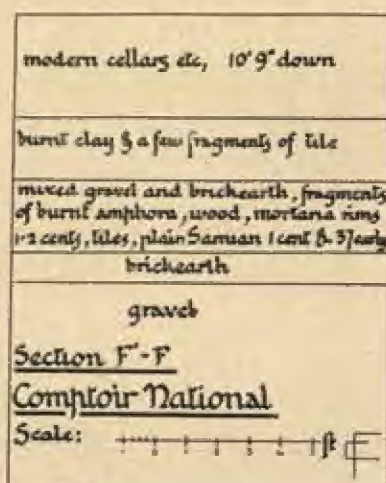 modern cellars etc, 10' 9" down
burnt clay & a few fragments of tile
mixed gravel and brickearth, fragments
of burnt amphora, wood, mortaria rims
1-2 cents, tiles, plain Samian 1 cent & 37 early
brickearth
gravel
Section F'-F
Comptoir National
Scale: ft